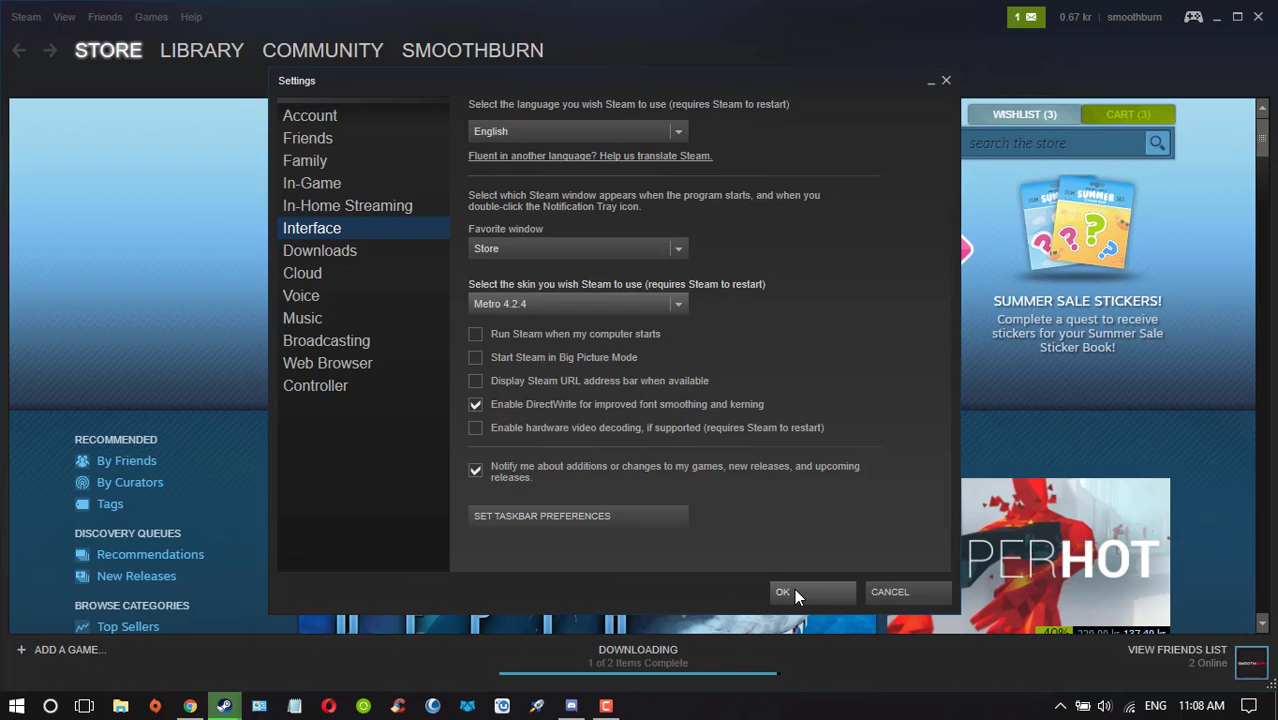 Steam View Friends Games Help
1 0.67 kr smoothburn
STORE LIBRARY COMMUNITY SMOOTHBURN
Settings
Account
Friends
Family
In-Game
In-Home Streaming
Interface
Downloads
Cloud
Voice
Music
Broadcasting
Web Browser
Controller
Select the language you wish Steam to use (requires Steam to restart)
English
Fluent in another language? Help us translate Steam.
Select which Steam window appears when the program starts, and when you
double-click the Notification Tray icon.
Favorite window
Store
Select the skin you wish Steam to use (requires Steam to restart)
Metro 4.2.4
Run Steam when my computer starts
Start Steam in Big Picture Mode
Display Steam URL address bar when available
Enable DirectWrite for improved font smoothing and kerning
Enable hardware video decoding, if supported (requires Steam to restart)
Notify me about additions or changes to my games, new releases, and upcoming
releases.
SET TASKBAR PREFERENCES
OK CANCEL
WISHLIST (3) CART (3)
search the store
SUMMER SALE STICKERS!
Complete a quest to receive
stickers for your Summer Sale
Sticker Book!
RECOMMENDED
By Friends
By Curators
Tags
DISCOVERY QUEUES
Recommendations
New Releases
BROWSE CATEGORIES
Top Sellers
PERHOT
-40% 229.00 kr 137.40 kr
ADD A GAME...
DOWNLOADING
1 of 2 Items Complete
VIEW FRIENDS LIST
2 Online
SMOOTHBURN
ENG 11:08 AM